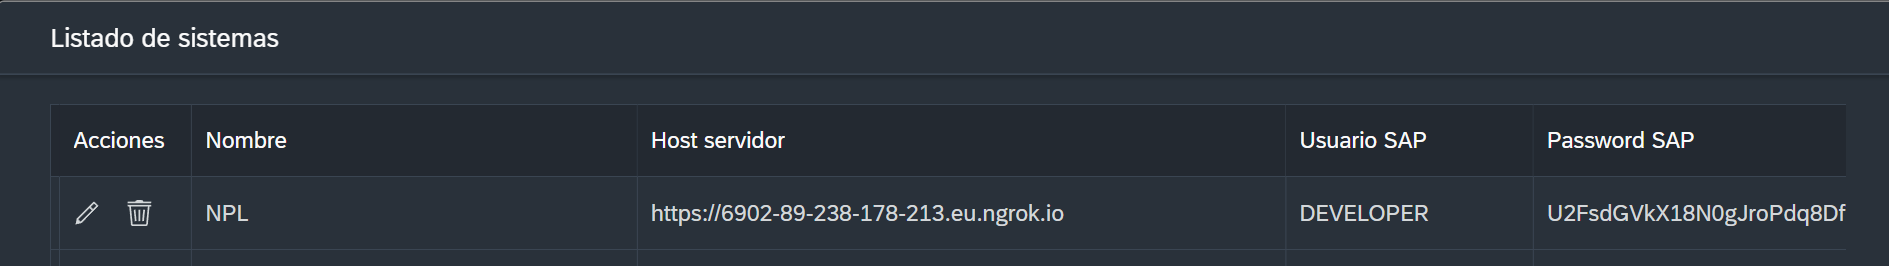 Listado de sistemas
Acciones Nombre Host servidor Usuario SAP Password SAP
NPL https://6902-89-238-178-213.eu.ngrok.io DEVELOPER U2FsdGVkX18N0gJroPdq8Df